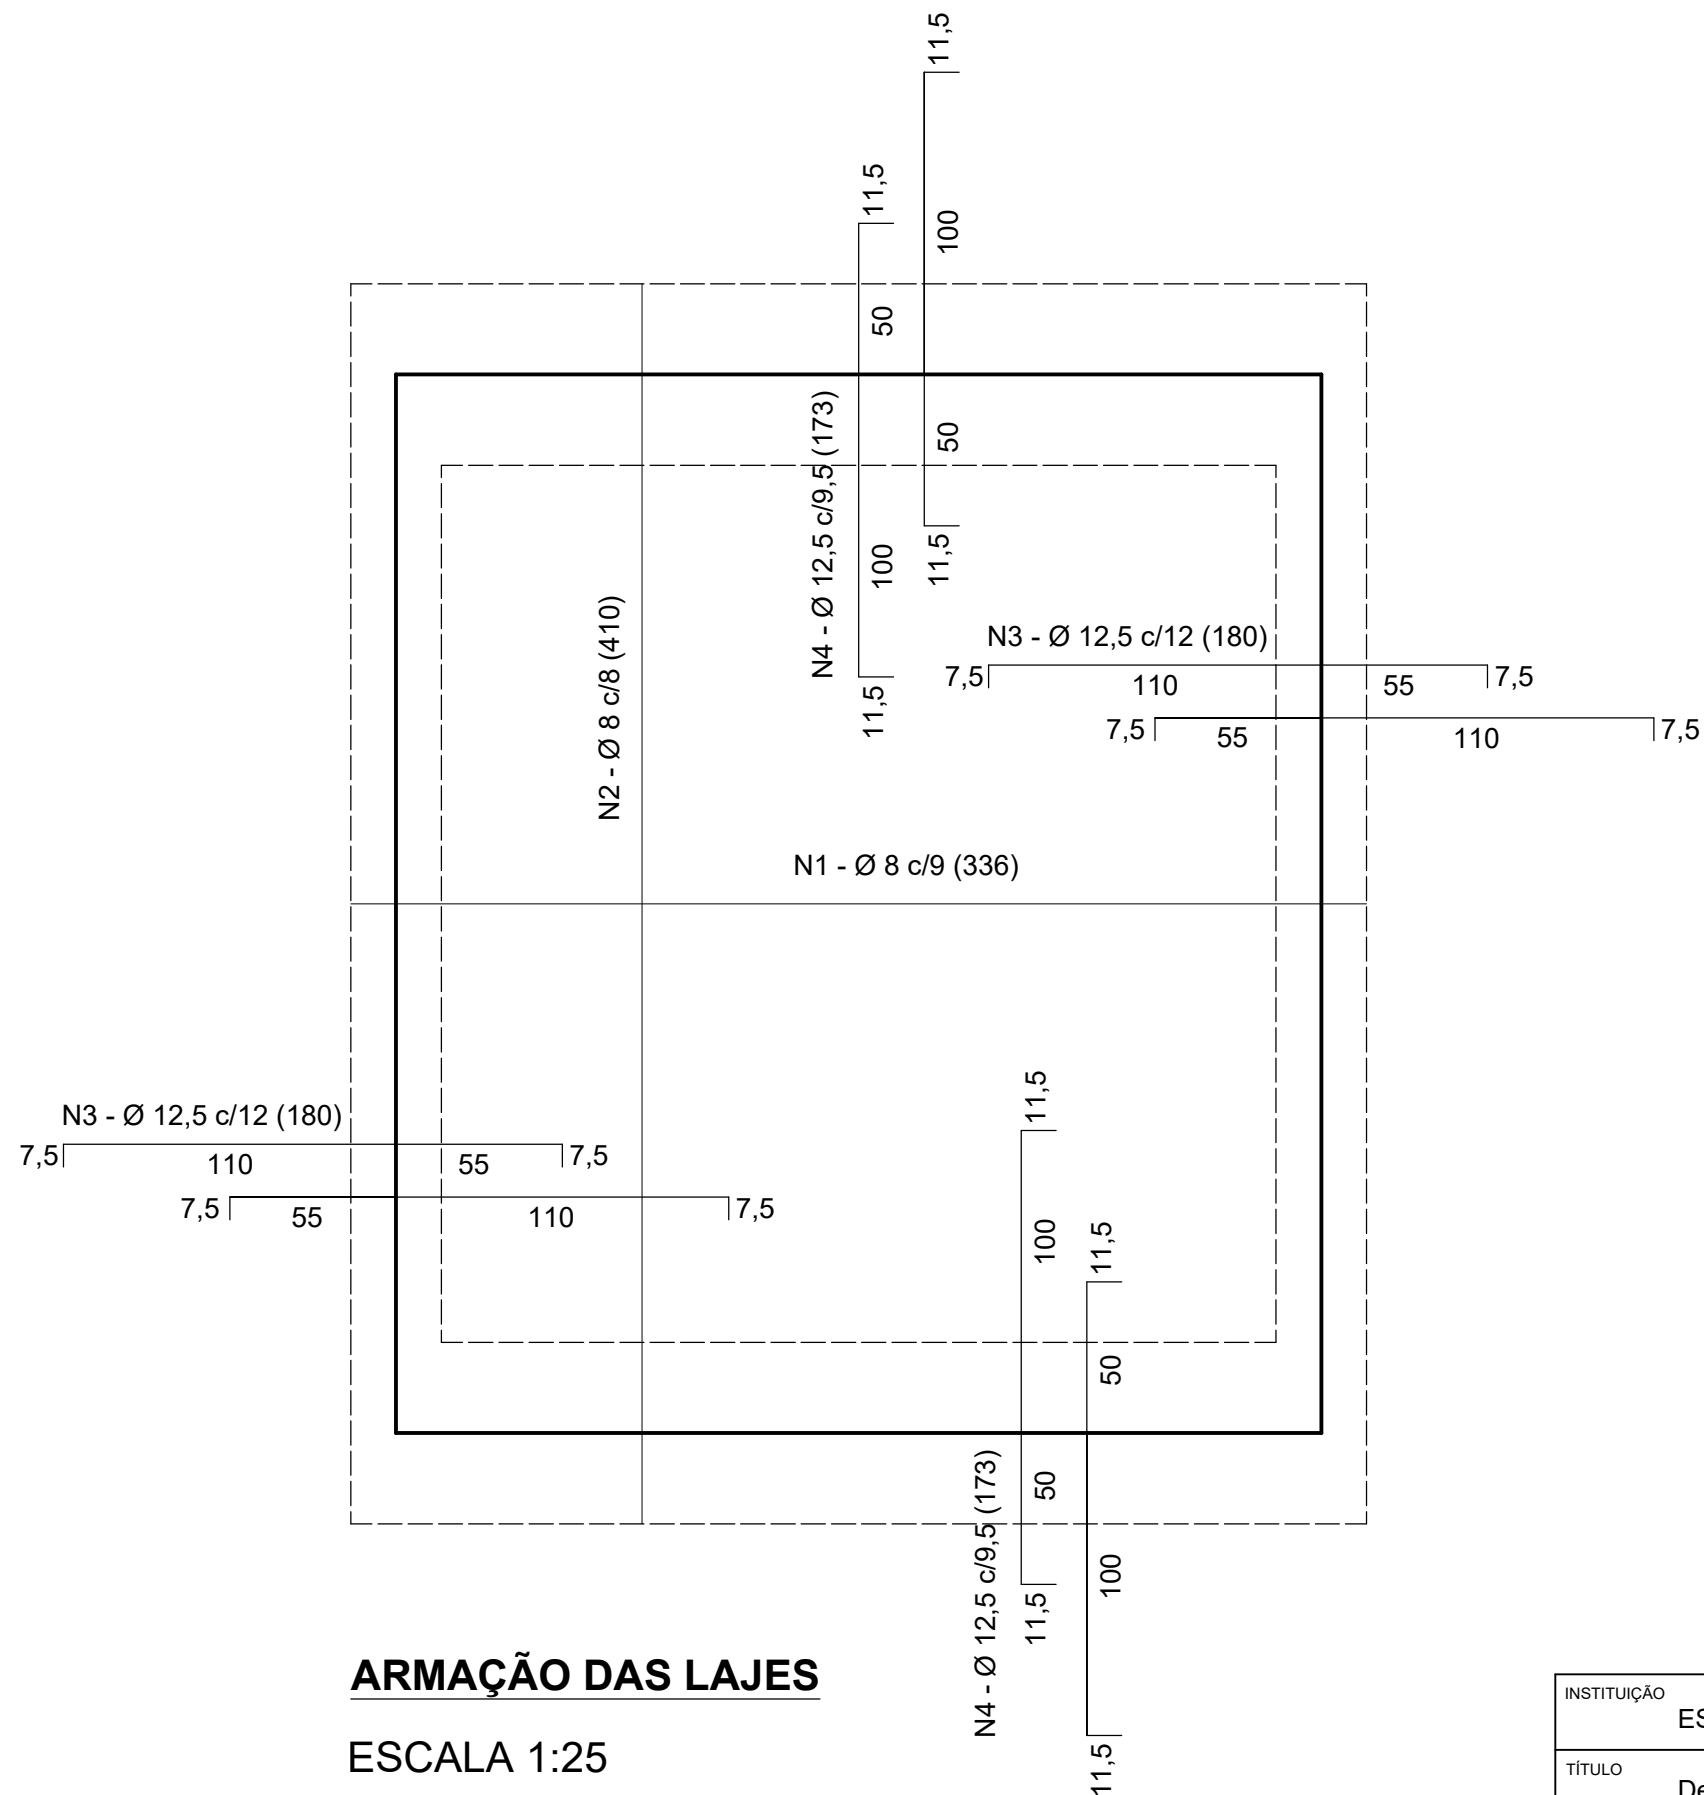 11,5
100
50
11,5
11,5
50
100
11,5
N4 - Ø 12,5 c/9,5 (173)
N2 - Ø 8 c/8 (410)
N3 - Ø 12,5 c/12 (180)
7,5
110
55
7,5
7,5
55
110
7,5
N1 - Ø 8 c/9 (336)
N3 - Ø 12,5 c/12 (180)
7,5
110
55
7,5
7,5
55
110
7,5
11,5
100
50
11,5
N4 - Ø 12,5 c/9,5 (173)
11,5
50
100
11,5
ARMAÇÃO DAS LAJES
ESCALA 1:25
INSTITUIÇÃO
ES
TÍTULO
De